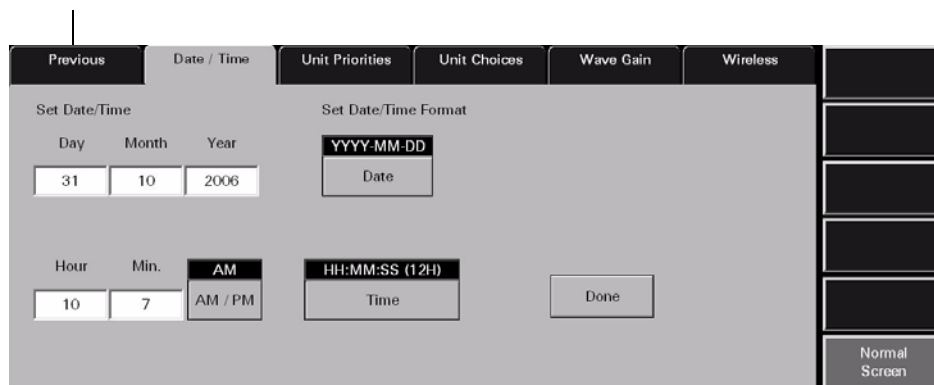 Previous Date / Time Unit Priorities Unit Choices Wave Gain Wireless
Set Date/Time Set Date/Time Format
Day Month Year YYYY-MM-DD
31 10 2006 Date
Hour Min. AM HH:MM:SS (12H)
10 7 AM / PM Time Done
Normal
Screen